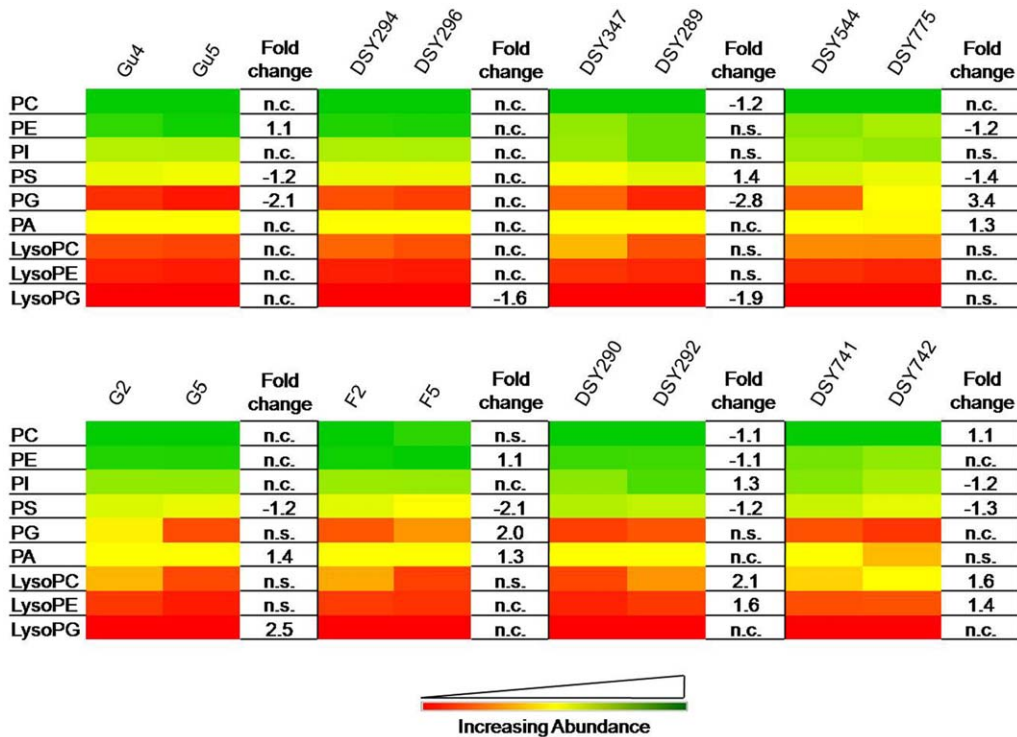 Gu4 Gu5 Fold change DSY294 DSY296 Fold change DSY347 DSY289 Fold change DSY544 DSY775 Fold change
PC n.c. n.c. -1.2 n.c.
PE 1.1 n.c. n.s. -1.2
PI n.c. n.c. n.s. n.s.
PS -1.2 n.c. 1.4 -1.4
PG -2.1 n.c. -2.8 3.4
PA n.c. n.c. n.c. 1.3
LysoPC n.c. n.c. n.s. n.s.
LysoPE n.c. n.c. n.s. n.c.
LysoPG n.c. -1.6 -1.9 n.s.
G2 G5 Fold change F2 F5 Fold change DSY290 DSY292 Fold change DSY741 DSY742 Fold change
PC n.c. n.s. -1.1 1.1
PE n.c. 1.1 -1.1 n.c.
PI n.c. n.c. 1.3 -1.2
PS -1.2 -2.1 -1.2 -1.3
PG n.s. 2.0 n.s. n.c.
PA 1.4 1.3 n.c. n.s.
LysoPC n.s. n.s. 2.1 1.6
LysoPE n.s. n.c. 1.6 1.4
LysoPG 2.5 n.c. n.c. n.c.
Increasing Abundance